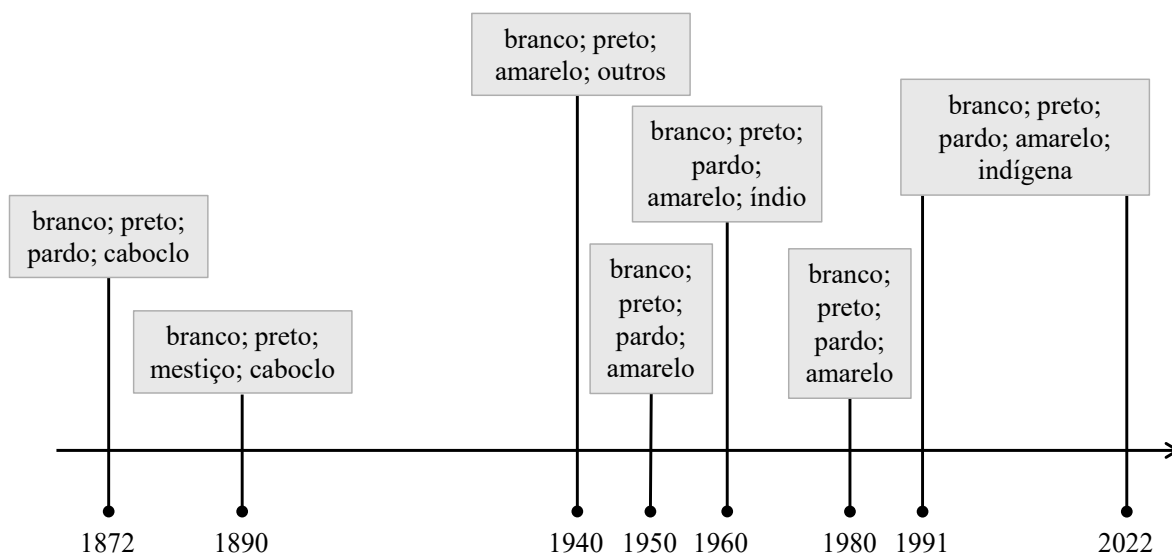 branco; preto;
pardo; caboclo
branco; preto;
mestiço; caboclo
branco; preto;
amarelo; outros
branco;
preto;
pardo;
amarelo
branco; preto;
pardo;
amarelo; índio
branco;
preto;
pardo;
amarelo
branco; preto;
pardo; amarelo;
indígena
1872 1890 1940 1950 1960 1980 1991 2022